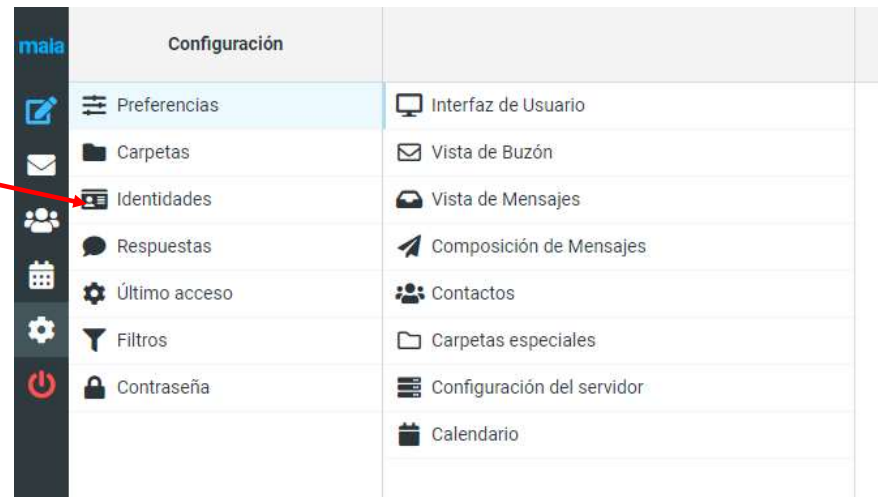 maia
Configuración
Preferencias
Carpetas
Identidades
Respuestas
Último acceso
Filtros
Contraseña
Interfaz de Usuario
Vista de Buzón
Vista de Mensajes
Composición de Mensajes
Contactos
Carpetas especiales
Configuración del servidor
Calendario